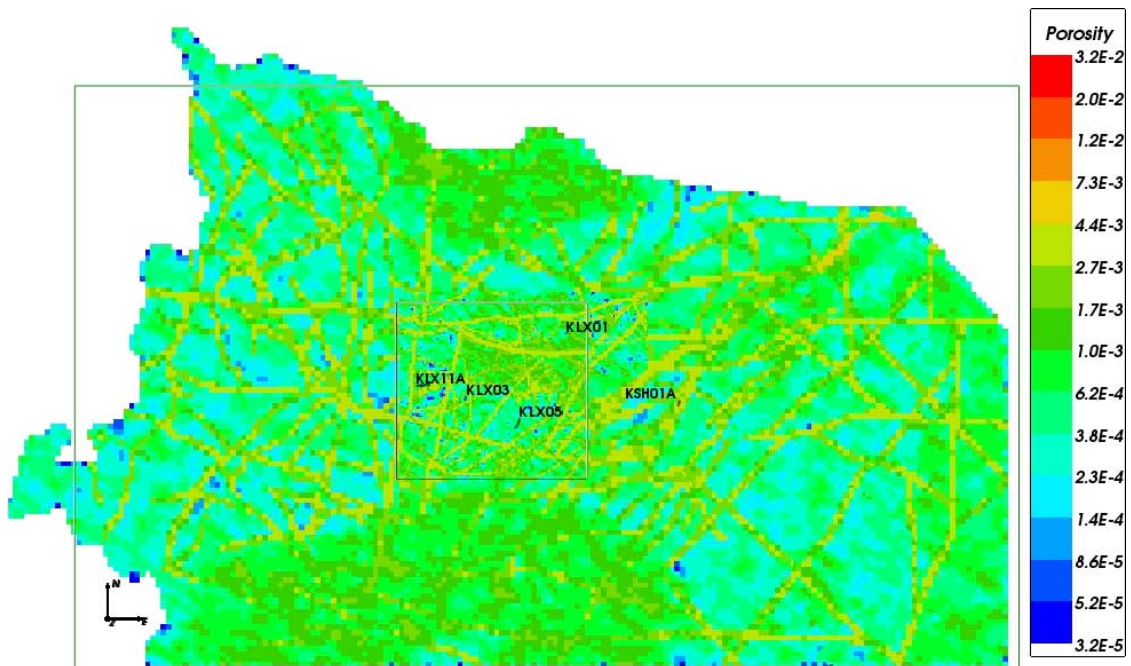 Porosity
3.2E-2
2.0E-2
1.2E-2
7.3E-3
4.4E-3
2.7E-3
1.7E-3
1.0E-3
6.2E-4
3.8E-4
2.3E-4
1.4E-4
8.6E-5
5.2E-5
3.2E-5
KLX01
KLX11A
KLX03
KSH01A
KLX05
N
Z
E